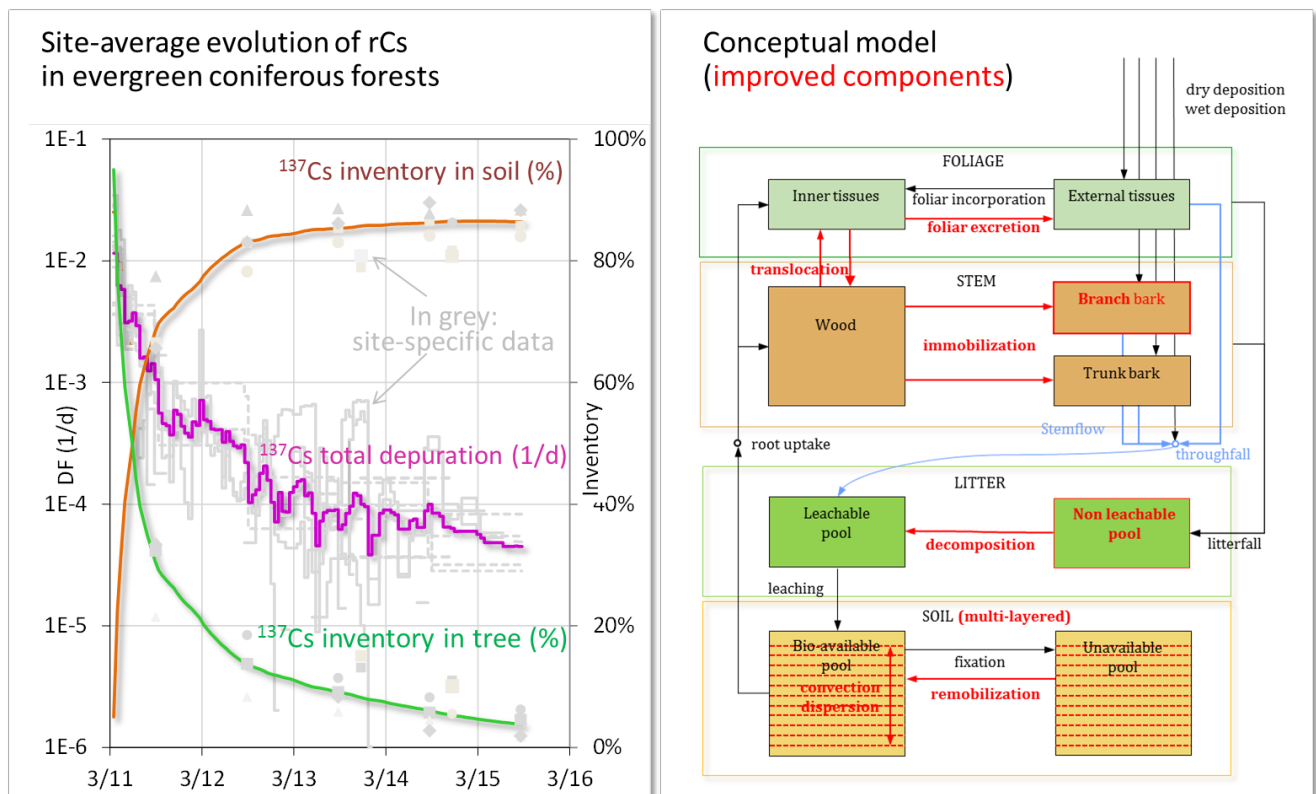 Site-average evolution of rCs
in evergreen coniferous forests
1E-1
1E-2
1E-3
1E-4
1E-5
1E-6
DF (1/d)
100%
80%
60%
40%
20%
0%
Inventory
3/11
3/12
3/13
3/14
3/15
3/16
137Cs inventory in soil (%)
In grey:
site-specific data
137Cs total depuration (1/d)
137Cs inventory in tree (%)
Conceptual model
(improved components)
dry deposition
wet deposition
FOLIAGE
Inner tissues
foliar incorporation
External tissues
foliar excretion
translocation
STEM
Wood
Branch bark
immobilization
Trunk bark
Stemflow
root uptake
throughfall
LITTER
Leachable
pool
Non leachable
pool
decomposition
litterfall
leaching
SOIL (multi-layered)
Bio-available
pool
fixation
Unavailable
pool
convection
dispersion
remobilization